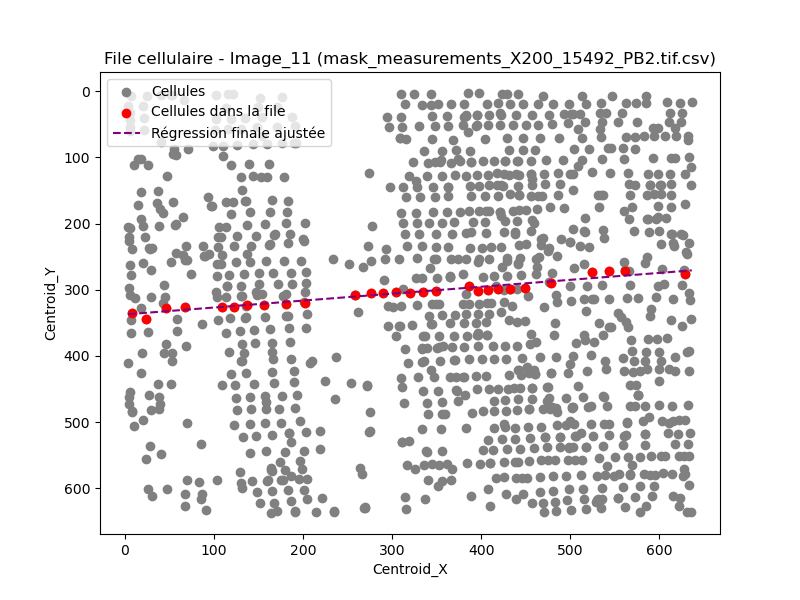 File cellulaire - Image_11 (mask_measurements_X200_15492_PB2.tif.csv)
Cellules
Cellules dans la file
Régression finale ajustée
0
100
200
300
400
500
600
Centroid_Y
0 100 200 300 400 500 600
Centroid_X